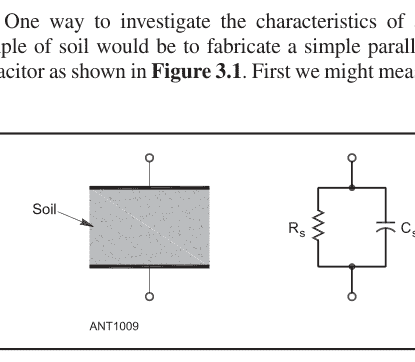 One way to investigate the characteristics of
ple of soil would be to fabricate a simple parall
acitor as shown in Figure 3.1. First we might mea
Soil
Rs
Cs
ANT1009